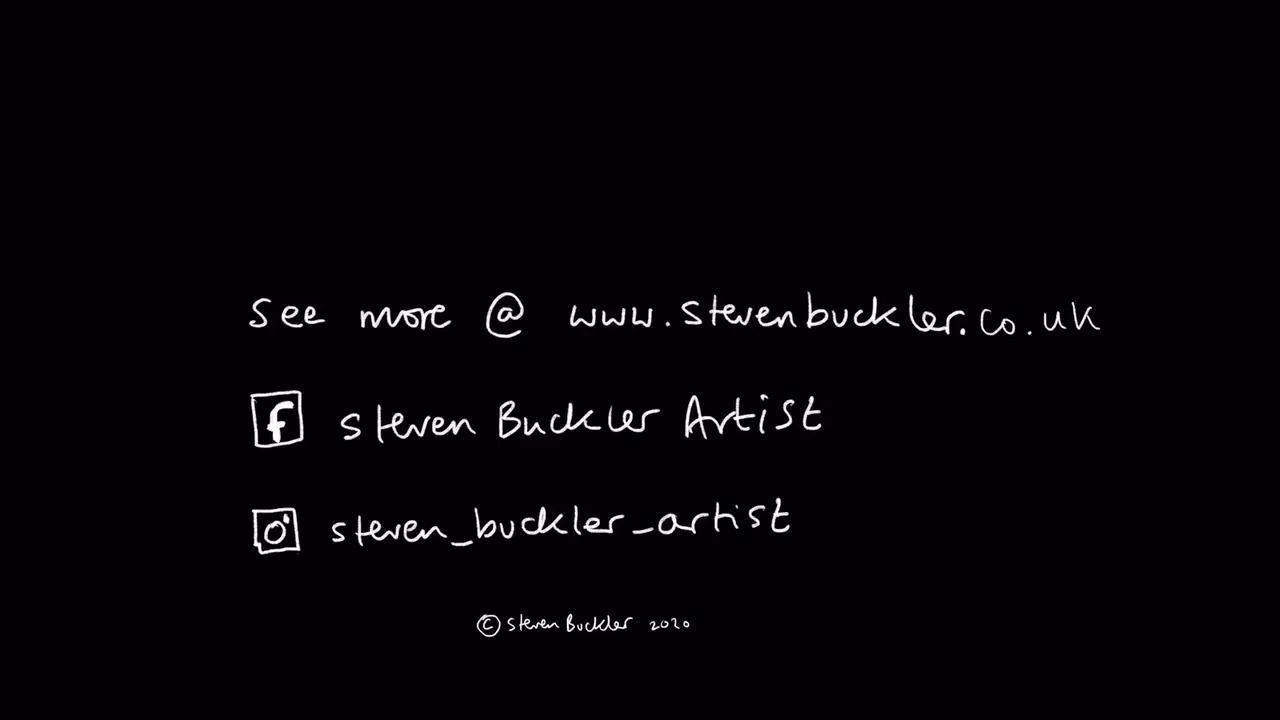 See more @ www.stevenbuckler.co.uk
f Steven Buckler Artist
steven_buckler_artist
© Steven Buckler 2020